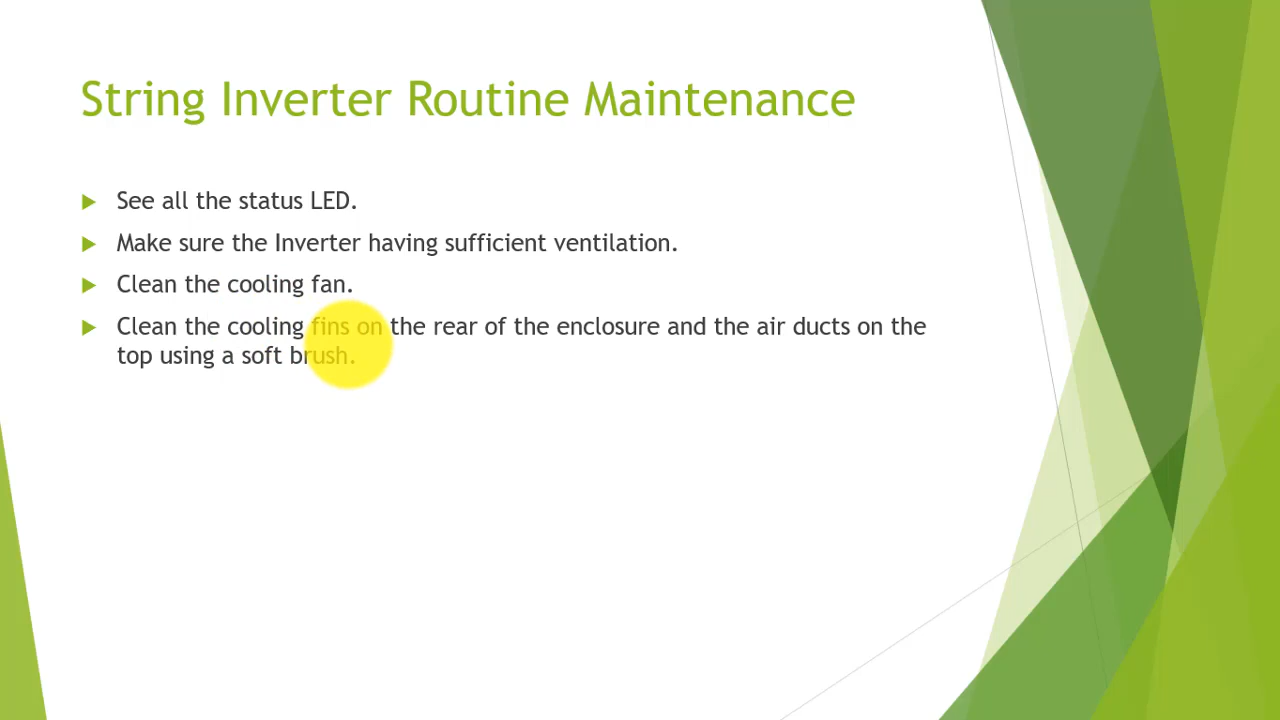 String Inverter Routine Maintenance
See all the status LED.
Make sure the Inverter having sufficient ventilation.
Clean the cooling fan.
Clean the cooling fins on the rear of the enclosure and the air ducts on the
top using a soft brush.